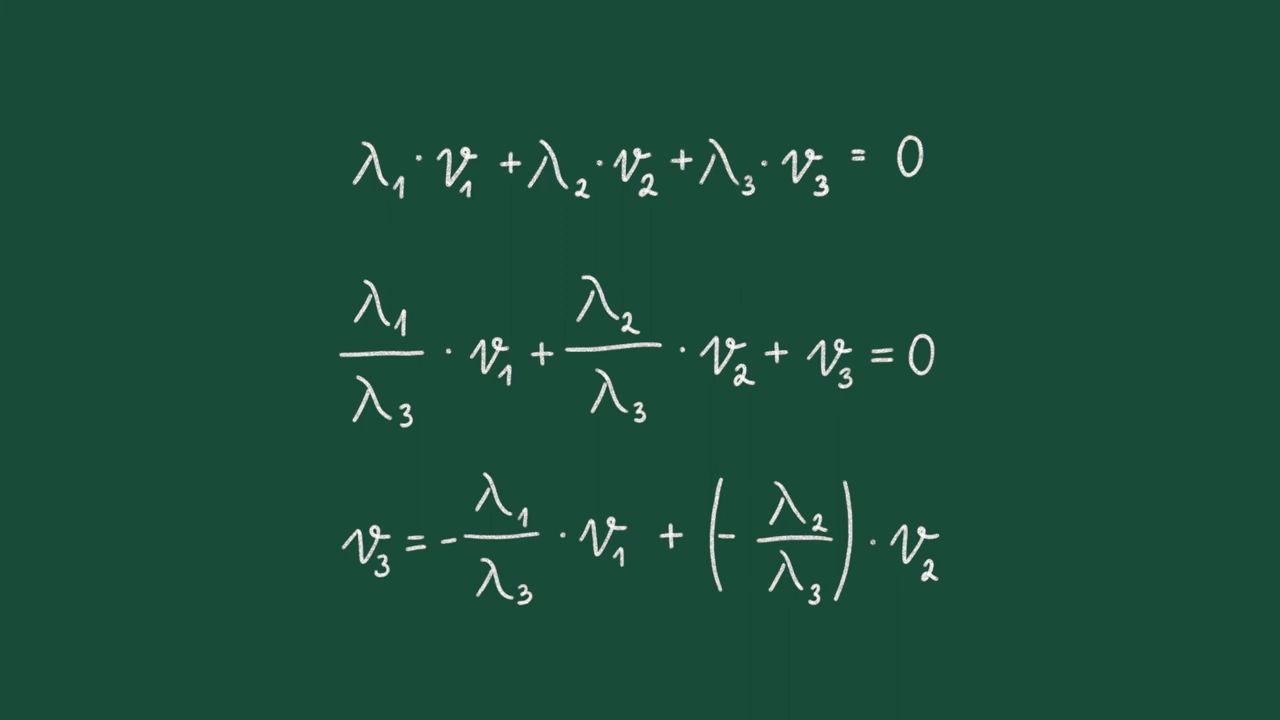 λ₁ · v₁ + λ₂ · v₂ + λ₃ · v₃ = 0
λ₁/λ₃ · v₁ + λ₂/λ₃ · v₂ + v₃ = 0
v₃ = - λ₁/λ₃ · v₁ + (- λ₂/λ₃) · v₂